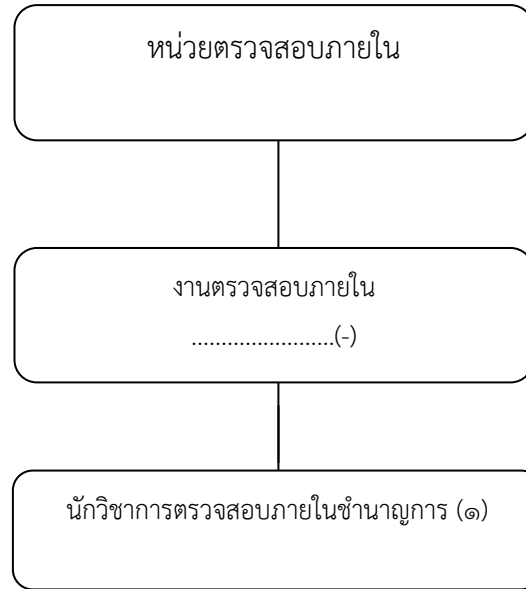 หน่วยตรวจสอบภายใน
งานตรวจสอบภายใน
........................(-)
นักวิชาการตรวจสอบภายในชำนาญการ (๑)